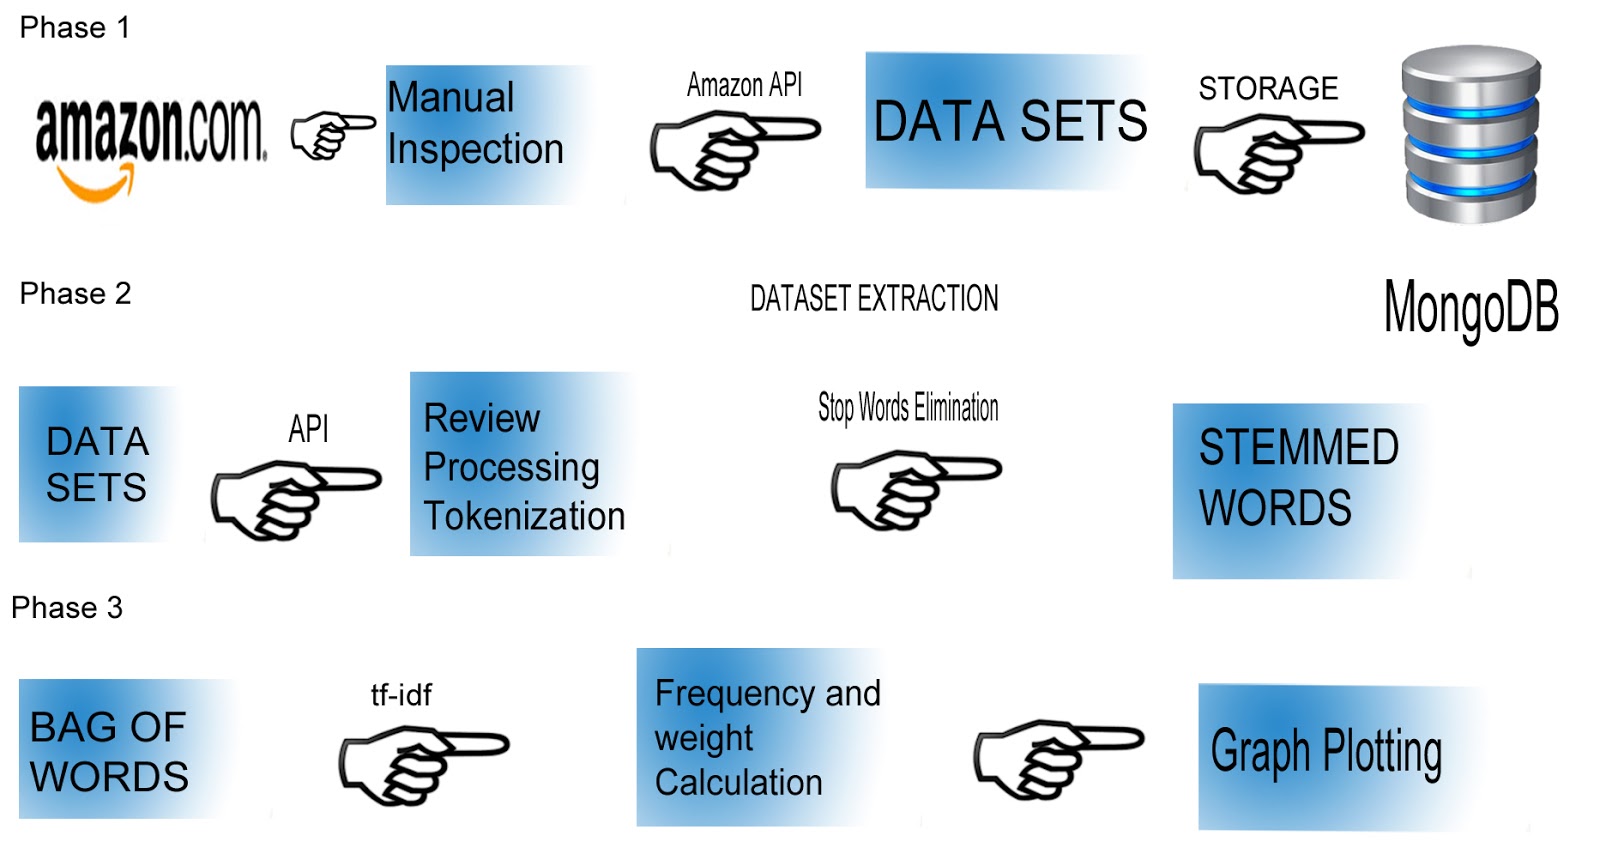 Phase 1
amazon.com.
Manual
Inspection
Amazon API
DATA SETS
STORAGE
MongoDB
Phase 2
DATASET EXTRACTION
DATA
SETS
API
Review
Processing
Tokenization
Stop Words Elimination
STEMMED
WORDS
Phase 3
BAG OF
WORDS
tf-idf
Frequency and
weight
Calculation
Graph Plotting